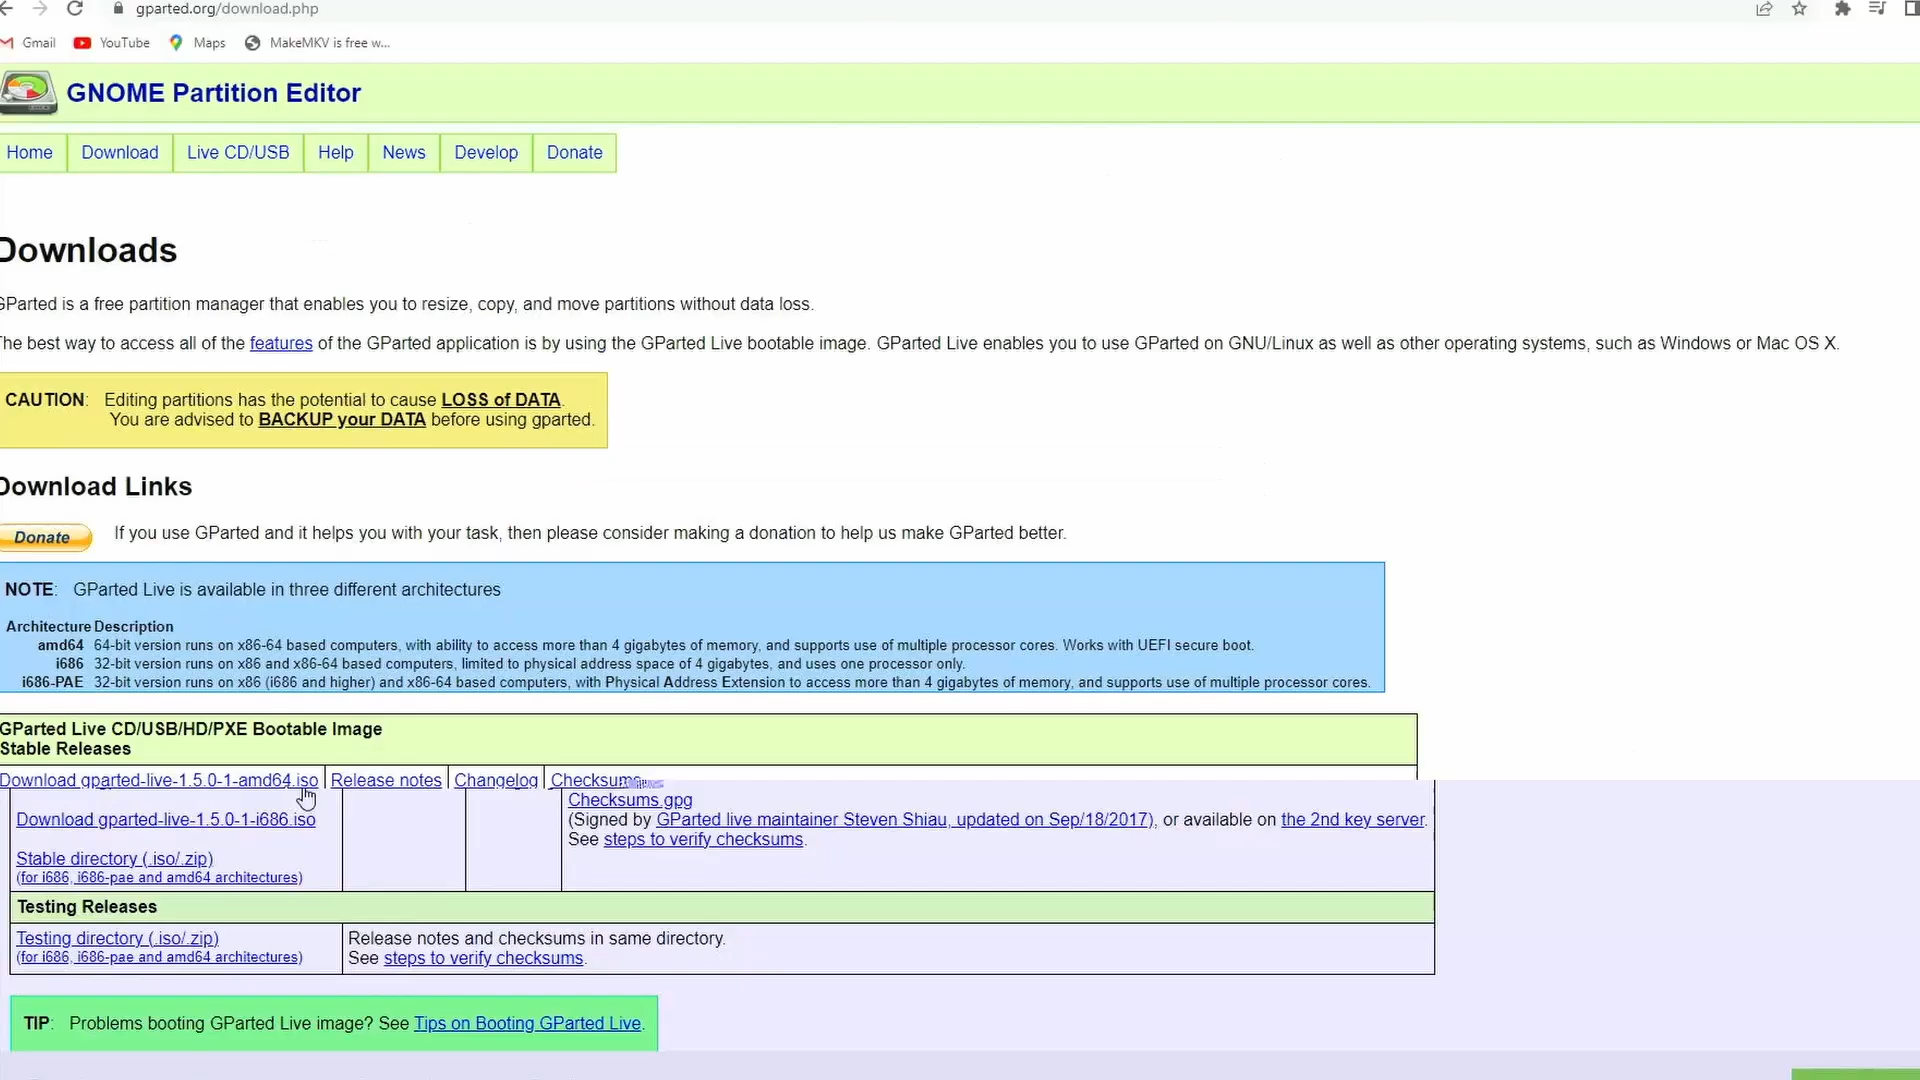 gparted.org/download.php
Gmail YouTube Maps MakeMKV is free w...
GNOME Partition Editor
Home Download Live CD/USB Help News Develop Donate
Downloads
GParted is a free partition manager that enables you to resize, copy, and move partitions without data loss.
The best way to access all of the features of the GParted application is by using the GParted Live bootable image. GParted Live enables you to use GParted on GNU/Linux as well as other operating systems, such as Windows or Mac OS X.
CAUTION: Editing partitions has the potential to cause LOSS of DATA.
You are advised to BACKUP your DATA before using gparted.
Download Links
Donate If you use GParted and it helps you with your task, then please consider making a donation to help us make GParted better.
NOTE: GParted Live is available in three different architectures
Architecture Description
amd64 64-bit version runs on x86-64 based computers, with ability to access more than 4 gigabytes of memory, and supports use of multiple processor cores. Works with UEFI secure boot.
i686 32-bit version runs on x86 and x86-64 based computers, limited to physical address space of 4 gigabytes, and uses one processor only.
i686-PAE 32-bit version runs on x86 (i686 and higher) and x86-64 based computers, with Physical Address Extension to access more than 4 gigabytes of memory, and supports use of multiple processor cores.
GParted Live CD/USB/HD/PXE Bootable Image
Stable Releases
Download gparted-live-1.5.0-1-amd64.iso Release notes Changelog Checksums
Checksums.gpg
Download gparted-live-1.5.0-1-i686.iso (Signed by GParted live maintainer Steven Shiau, updated on Sep/18/2017), or available on the 2nd key server.
See steps to verify checksums.
Stable directory (.iso/.zip)
(for i686, i686-pae and amd64 architectures)
Testing Releases
Testing directory (.iso/.zip) Release notes and checksums in same directory.
(for i686, i686-pae and amd64 architectures) See steps to verify checksums.
TIP: Problems booting GParted Live image? See Tips on Booting GParted Live.